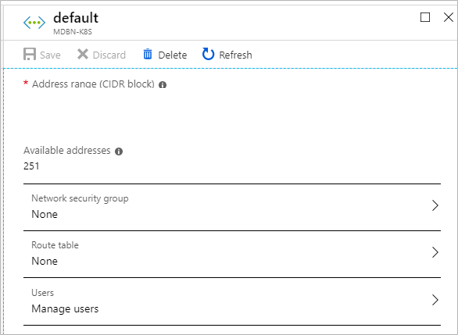 default
MDBN-K8S
Save Discard Delete Refresh
* Address range (CIDR block)
Available addresses
251
Network security group
None
Route table
None
Users
Manage users